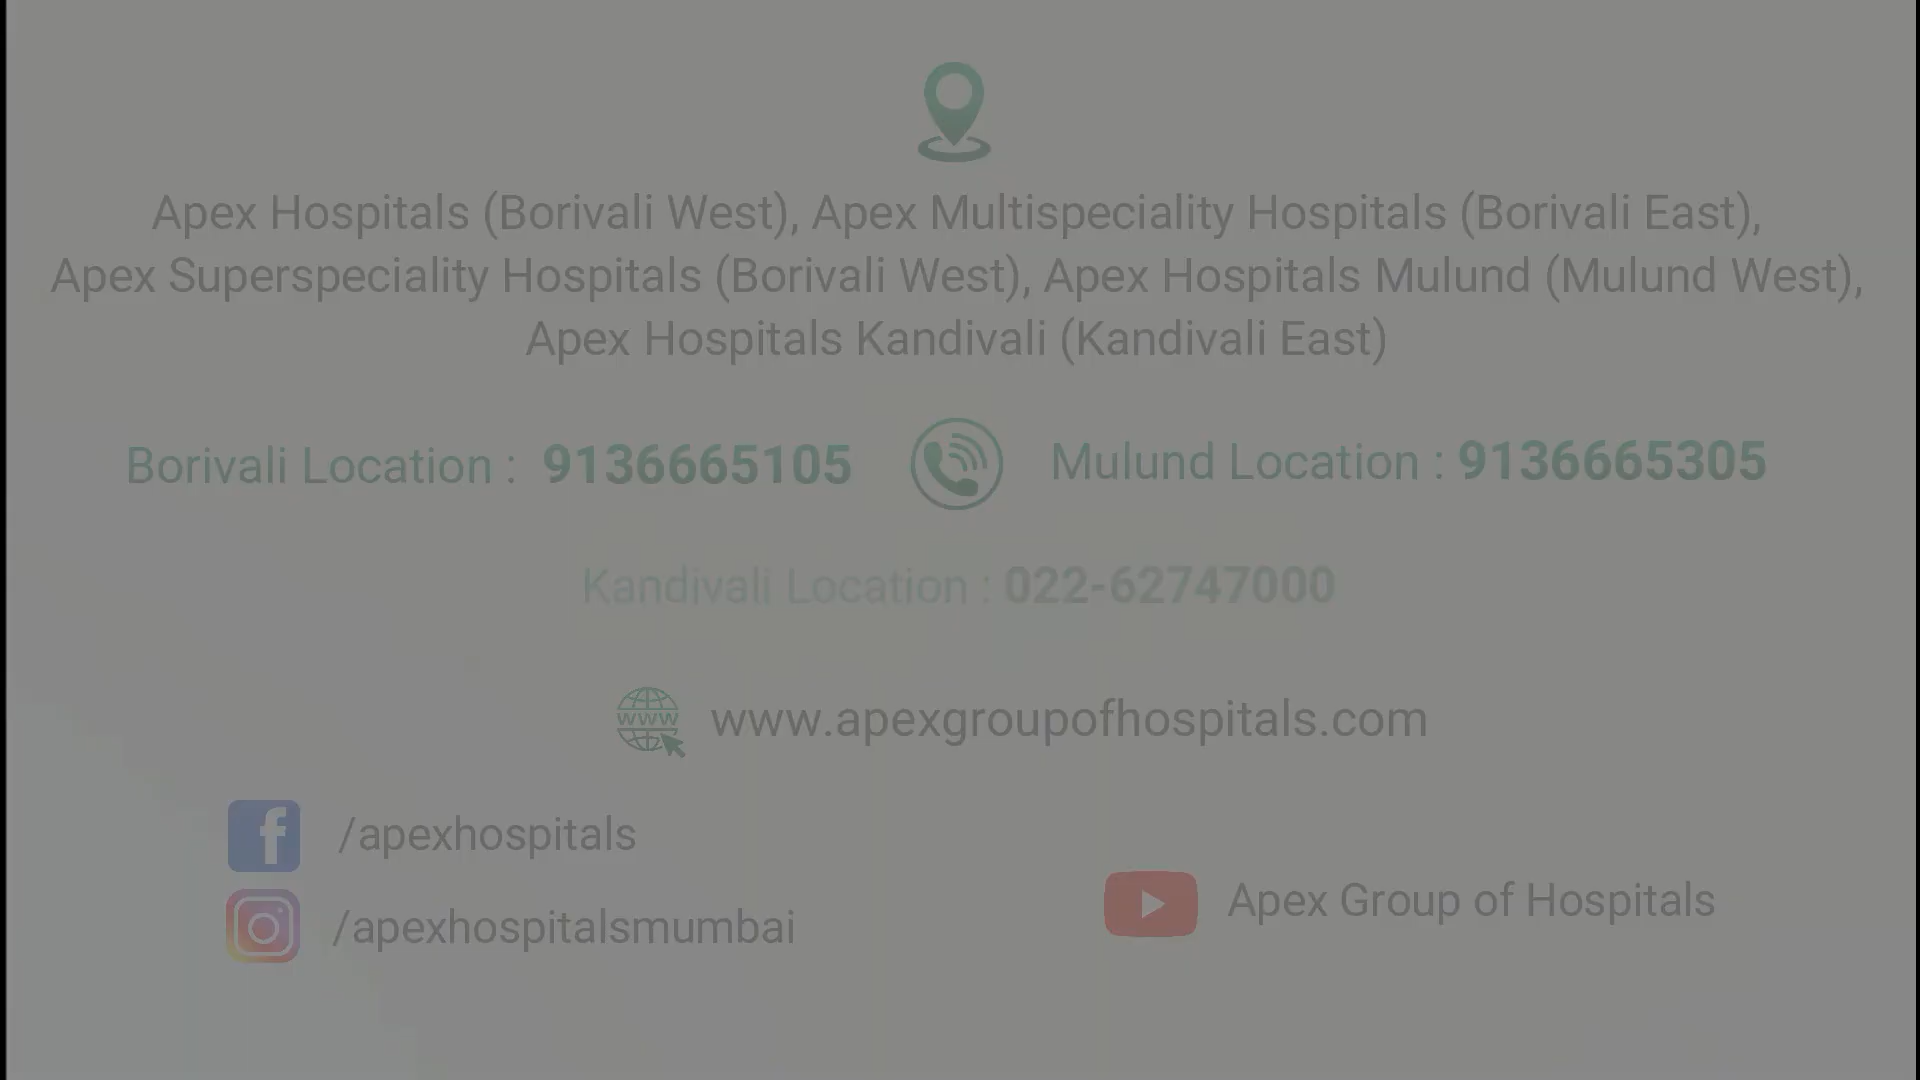 Apex Hospitals (Borivali West), Apex Multispeciality Hospitals (Borivali East),
Apex Superspeciality Hospitals (Borivali West), Apex Hospitals Mulund (Mulund West),
Apex Hospitals Kandivali (Kandivali East)
Borivali Location : 9136665105
Mulund Location : 9136665305
Kandivali Location : 022-62747000
www
www.apexgroupofhospitals.com
f
/apexhospitals
/apexhospitalsmumbai
Apex Group of Hospitals